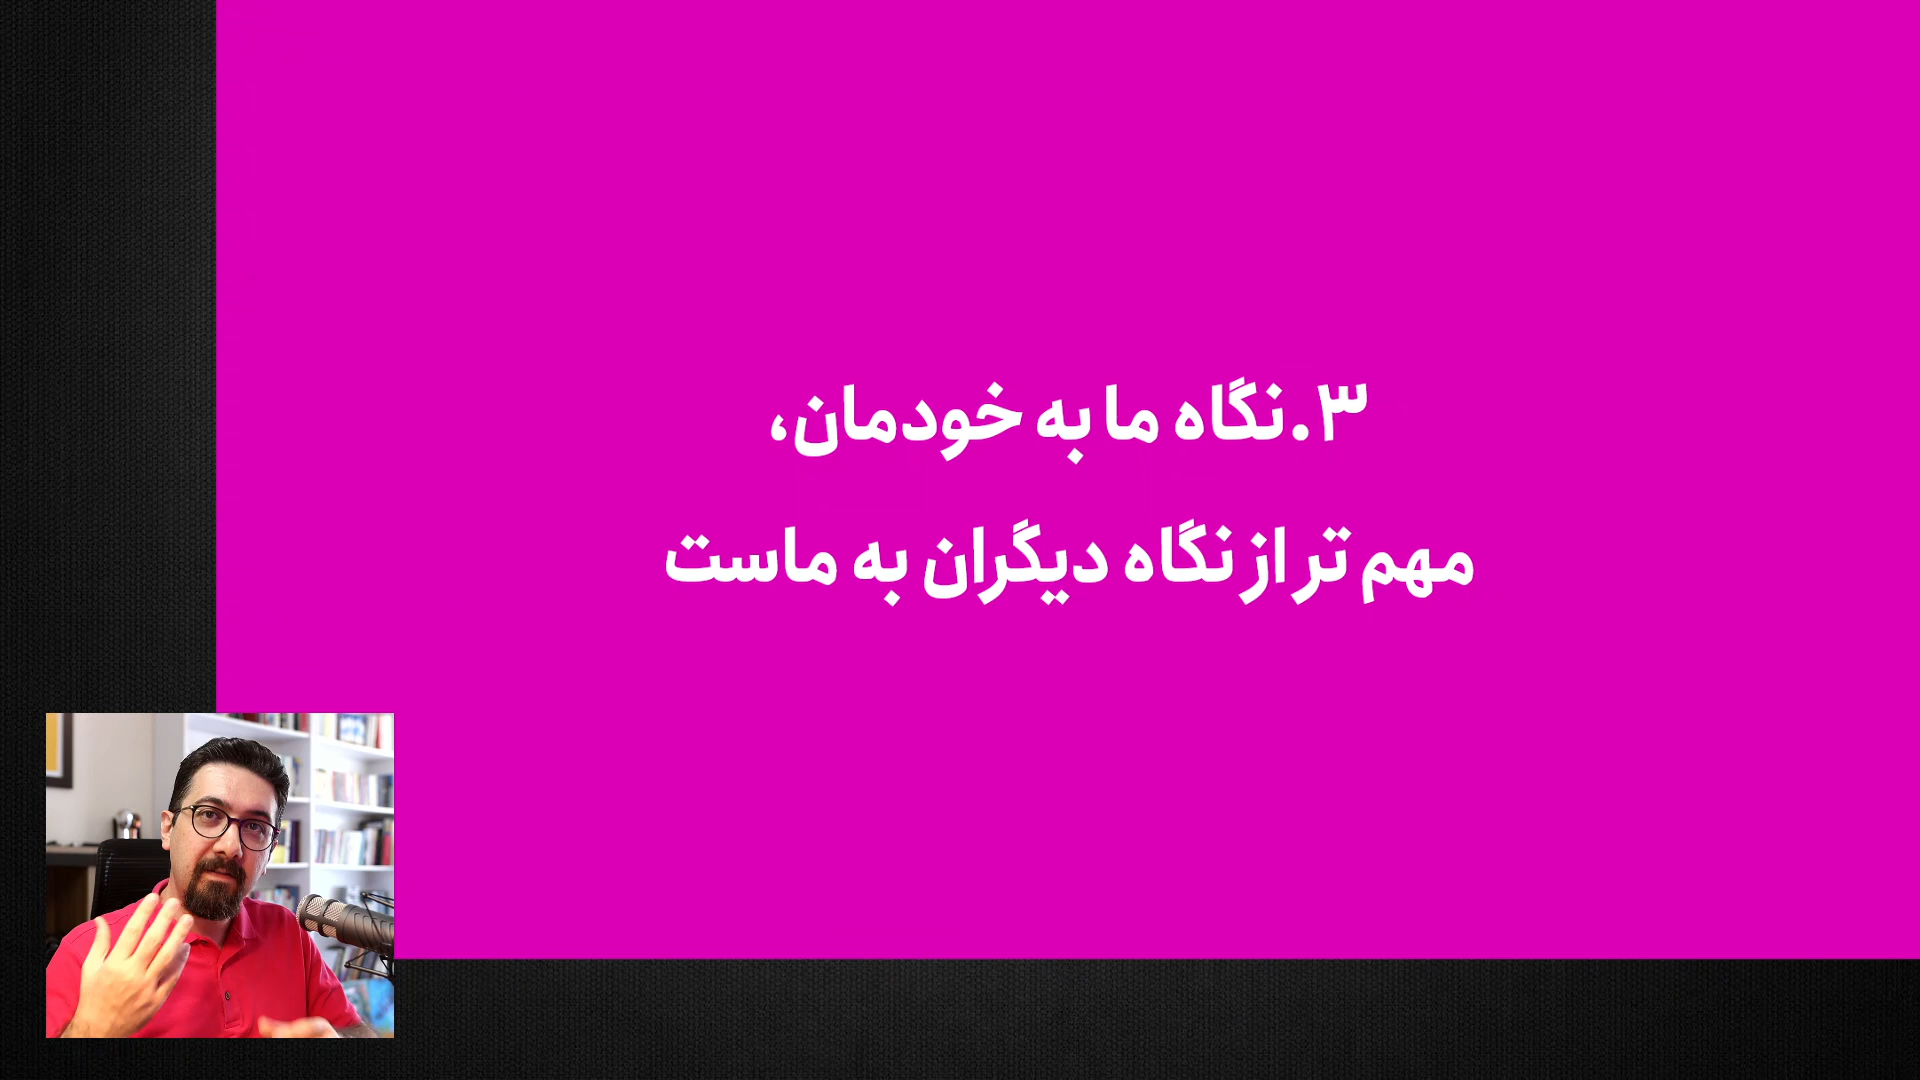 ۳.نگاه ما به خودمان،
مهم تر از نگاه دیگران به ماست